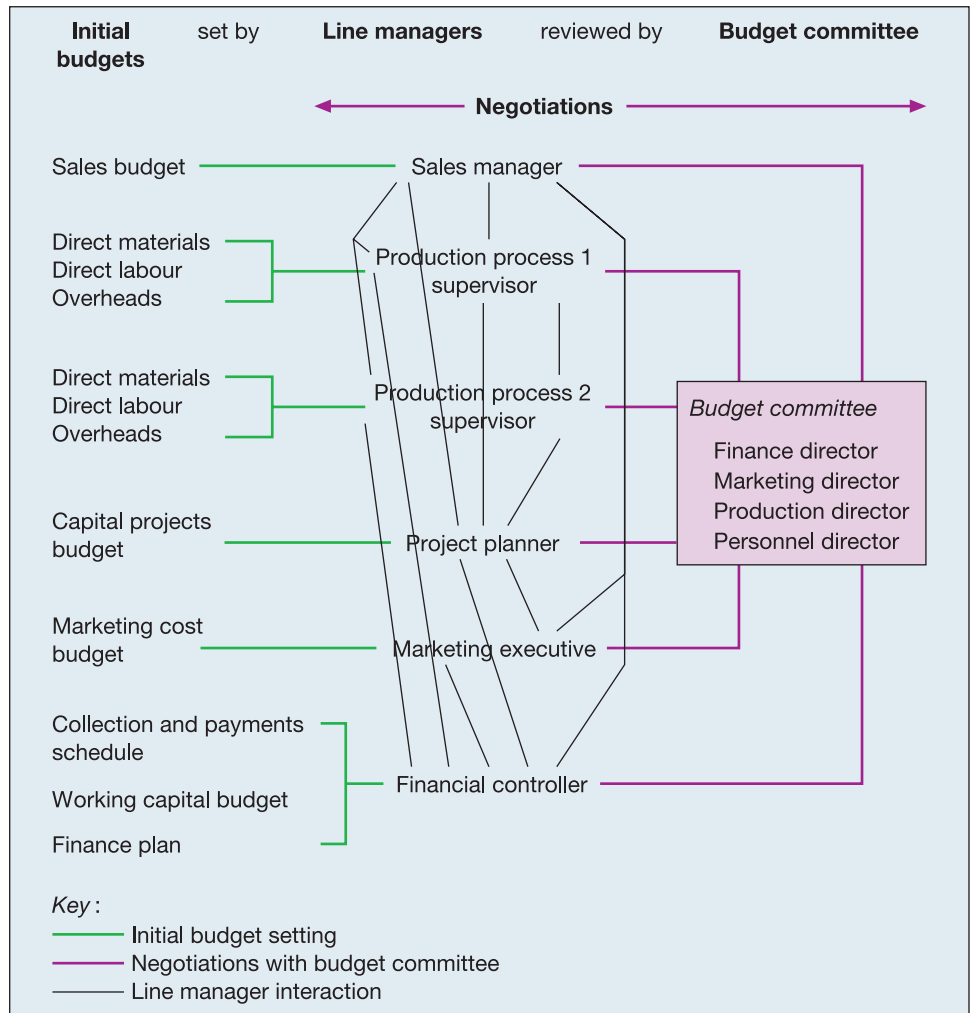 Initial budgets set by Line managers reviewed by Budget committee
Negotiations
Sales budget
Sales manager
Direct materials
Direct labour
Overheads
Production process 1
supervisor
Direct materials
Direct labour
Overheads
Production process 2
supervisor
Budget committee
Finance director
Marketing director
Production director
Personnel director
Capital projects
budget
Project planner
Marketing cost
budget
Marketing executive
Collection and payments
schedule
Working capital budget
Finance plan
Financial controller
Key :
Initial budget setting
Negotiations with budget committee
Line manager interaction